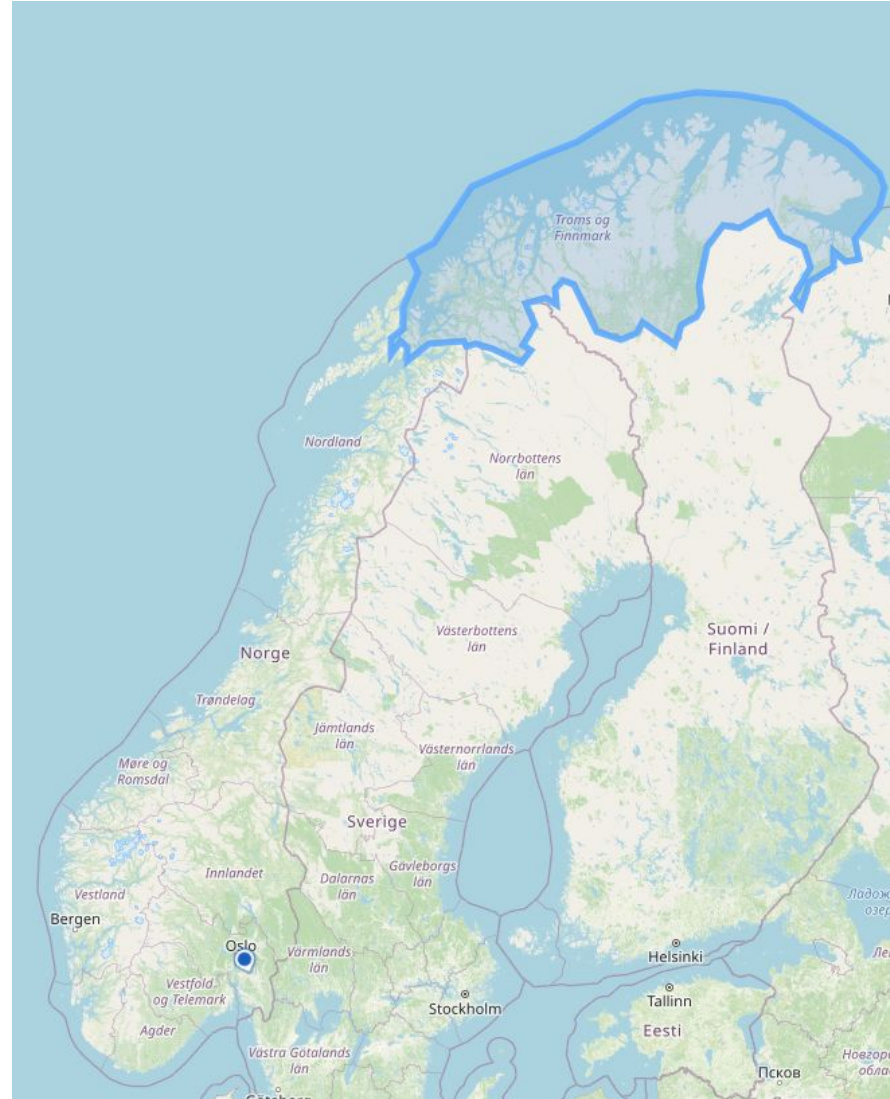 Troms og
Finnmark
Nordland
Norrbottens
län
Västerbottens
län
Suomi /
Finland
Norge
Trøndelag
Jämtlands
län
Västernorrlands
län
Møre og
Romsdal
Sverige
Innlandet
Dalarnas
län
Gävleborgs
län
Vestland
Bergen
Oslo
Värmlands
län
Helsinki
Vestfold
og Telemark
Stockholm
Tallinn
Agder
Eesti
Västra Götalands
län
Псков